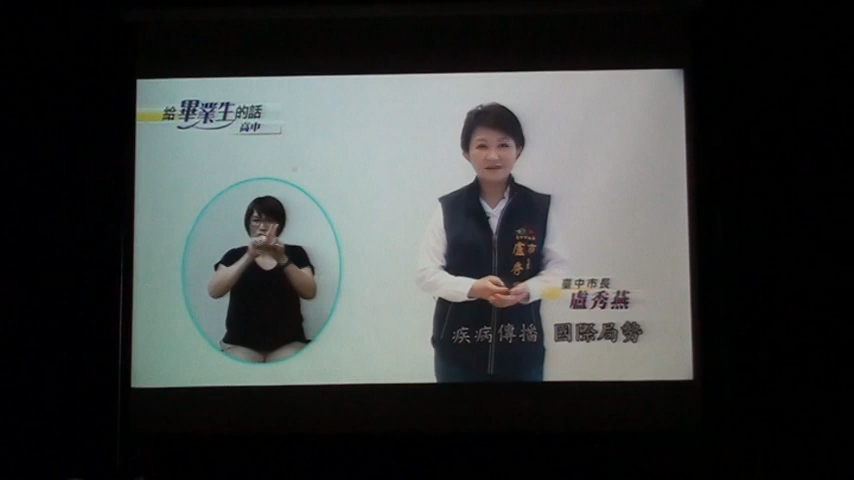 給畢業生的話
高中
臺中市長
盧秀燕
疾病傳播 國際局勢